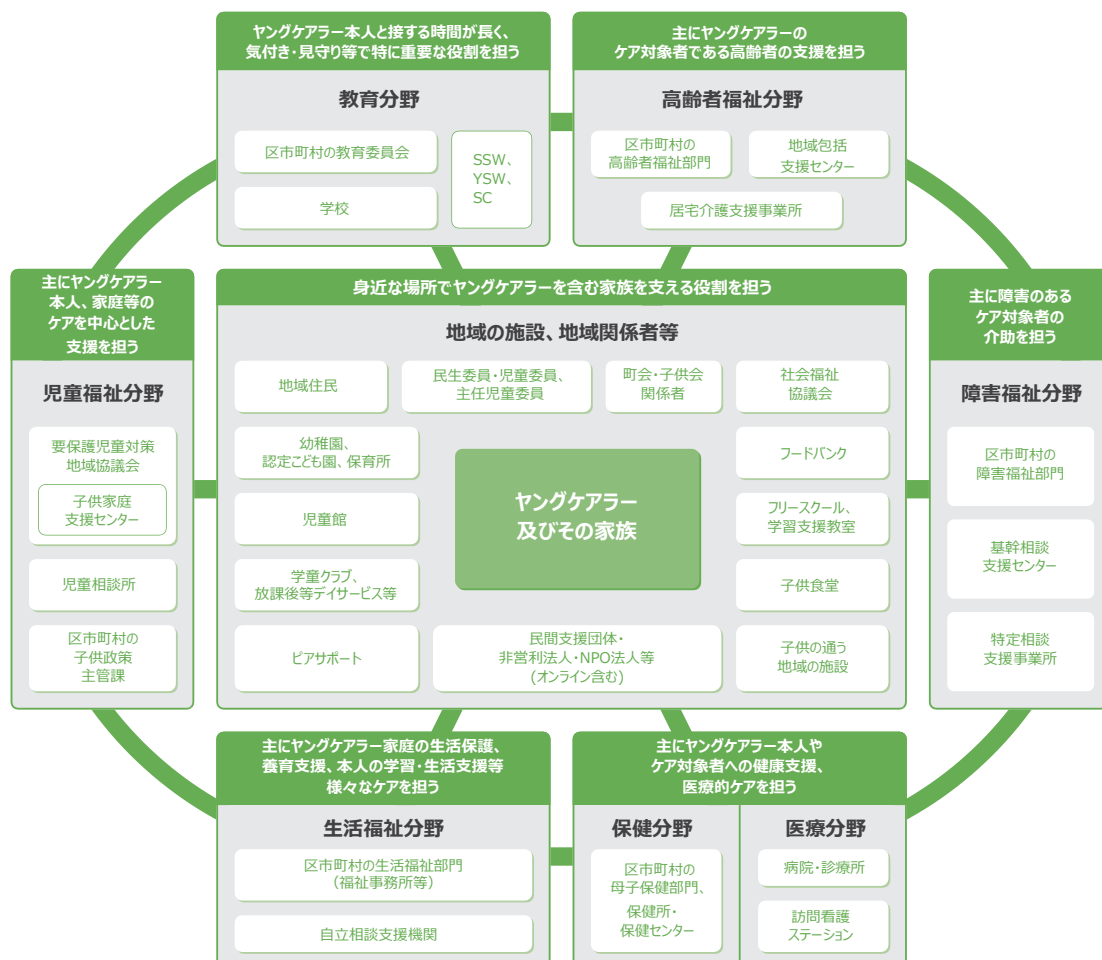 ヤングケアラー本人と接する時間が長く、
気付き・見守り等で特に重要な役割を担う
教育分野
区市町村の教育委員会
学校
SSW、
YSW、
SC
主にヤングケアラーの
ケア対象者である高齢者の支援を担う
高齢者福祉分野
区市町村の
高齢者福祉部門
地域包括
支援センター
居宅介護支援事業所
主にヤングケアラー
本人、家庭等の
ケアを中心とした
支援を担う
児童福祉分野
要保護児童対策
地域協議会
子供家庭
支援センター
児童相談所
区市町村の
子供政策
主管課
身近な場所でヤングケアラーを含む家族を支える役割を担う
地域の施設、地域関係者等
地域住民
民生委員・児童委員、
主任児童委員
町会・子供会
関係者
社会福祉
協議会
幼稚園、
認定こども園、保育所
フードバンク
児童館
ヤングケアラー
及びその家族
フリースクール、
学習支援教室
学童クラブ、
放課後等デイサービス等
子供食堂
ピアサポート
民間支援団体・
非営利法人・NPO法人等
(オンライン含む)
子供の通う
地域の施設
主に障害のある
ケア対象者の
介助を担う
障害福祉分野
区市町村の
障害福祉部門
基幹相談
支援センター
特定相談
支援事業所
主にヤングケアラー家庭の生活保護、
養育支援、本人の学習・生活支援等
様々なケアを担う
生活福祉分野
区市町村の生活福祉部門
(福祉事務所等)
自立相談支援機関
主にヤングケアラー本人や
ケア対象者への健康支援、
医療的ケアを担う
保健分野
区市町村の
母子保健部門、
保健所・
保健センター
医療分野
病院・診療所
訪問看護
ステーション